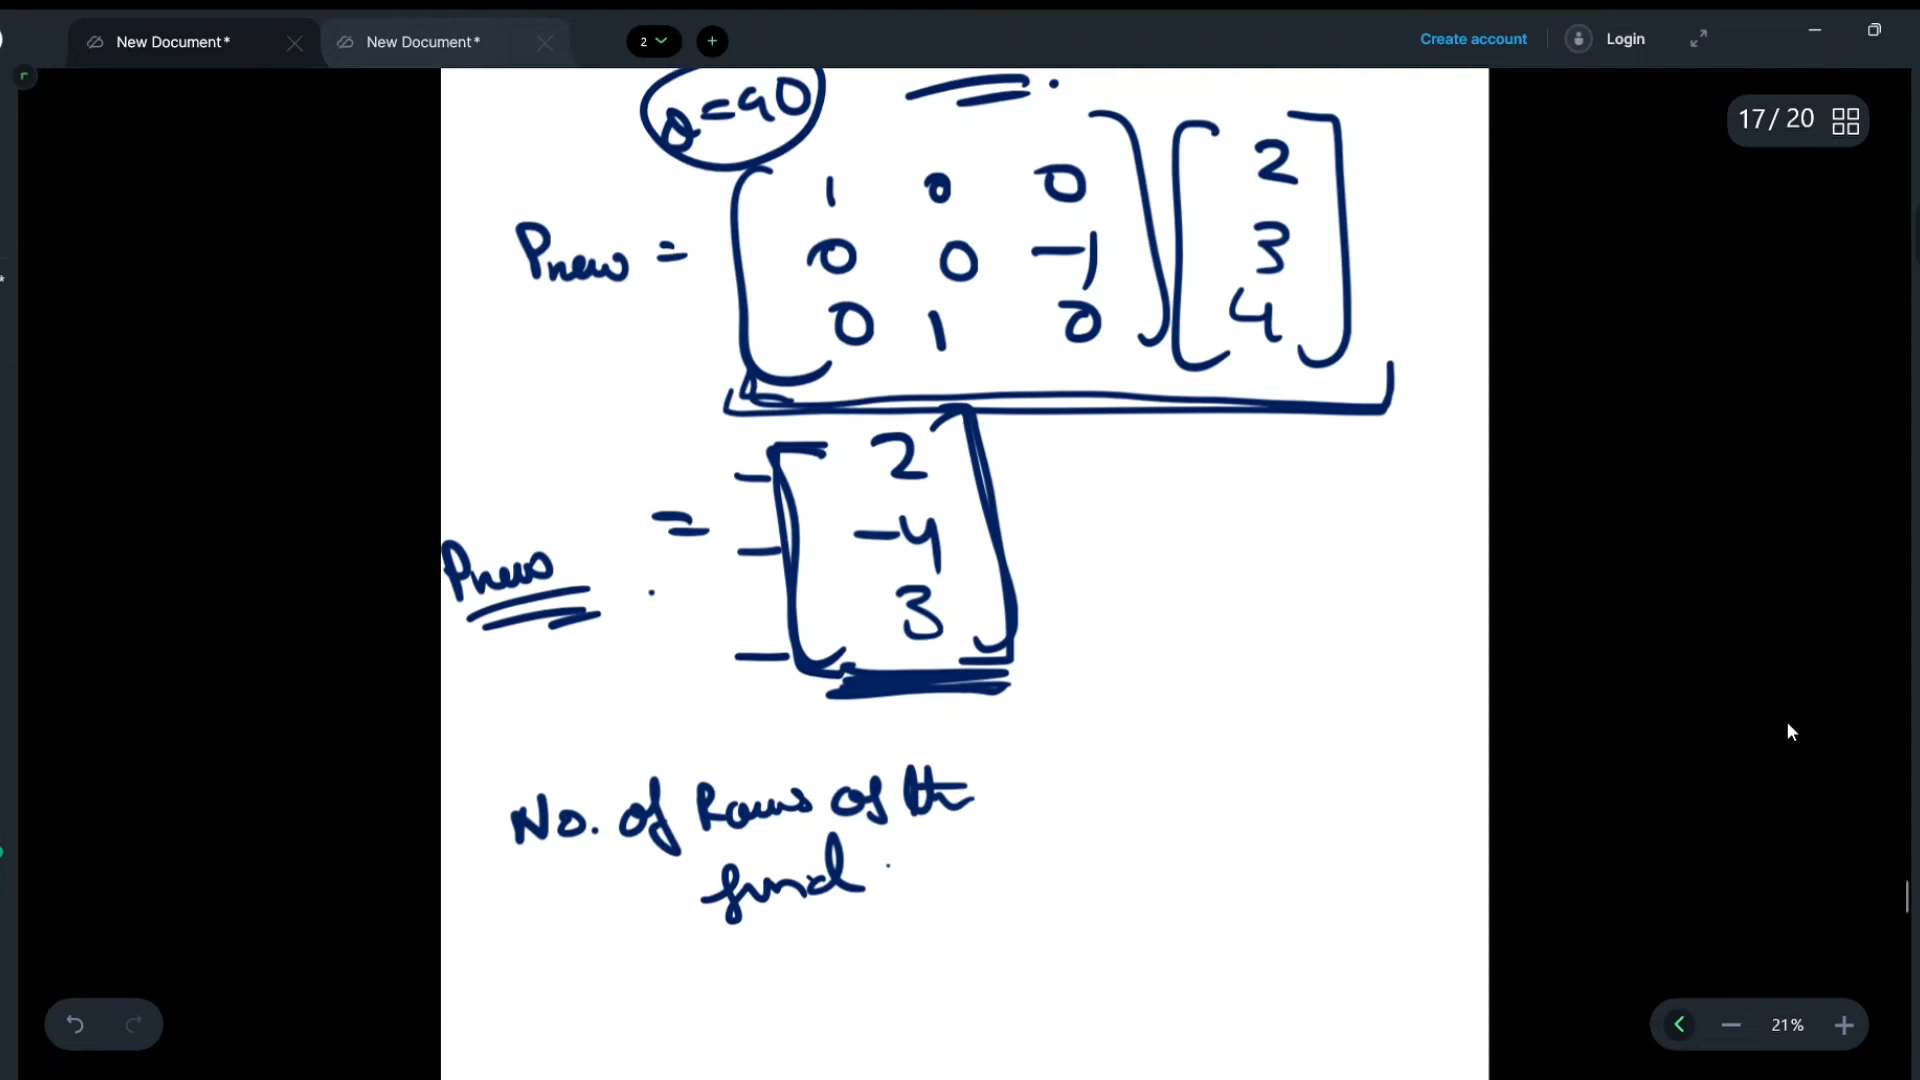 New Document*
New Document*
2
Create account
Login
17/ 20
θ=90
Pnew = [1 0 0] [2]
[0 0 -1] [3]
[0 1 0] [4]
Pnew = [2]
[-4]
[3]
No. of Rows of the
final
21%